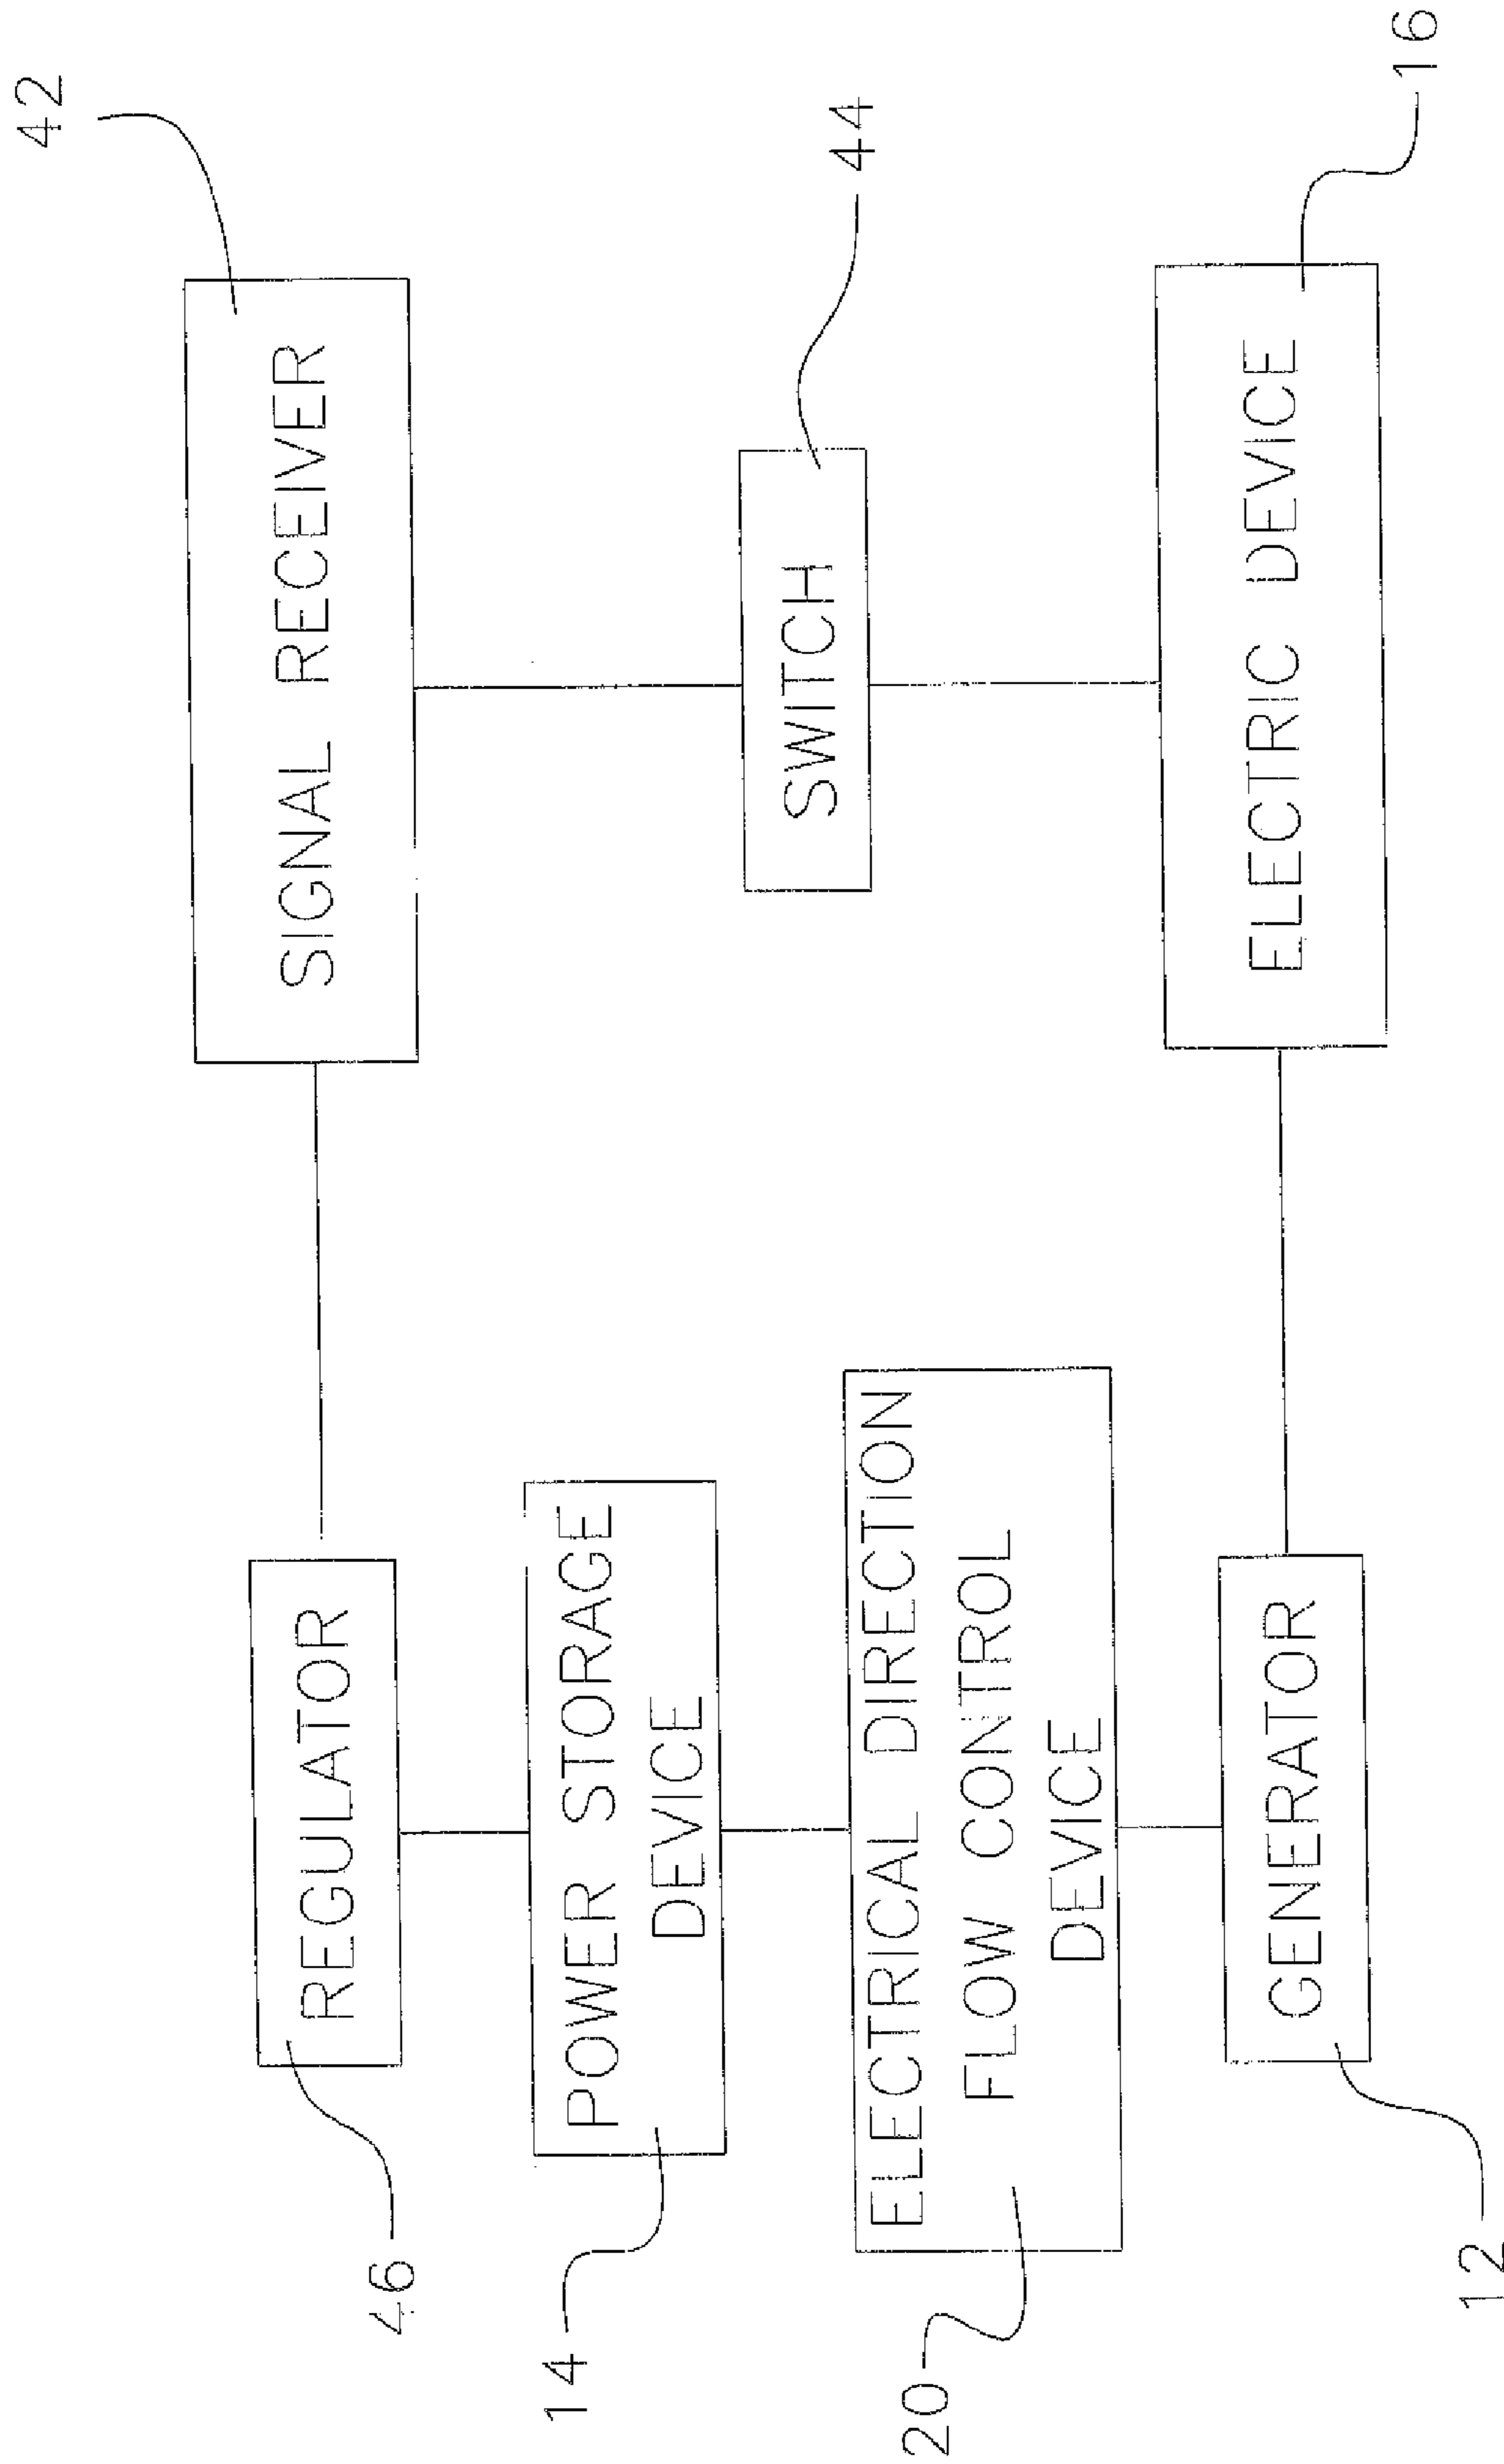 42
SIGNAL RECEIVER
REGULATOR
46
44
SWITCH
POWER STORAGE
DEVICE
14
ELECTRICAL DIRECTION
FLOW CONTROL
DEVICE
20
16
ELECTRIC DEVICE
GENERATOR
12